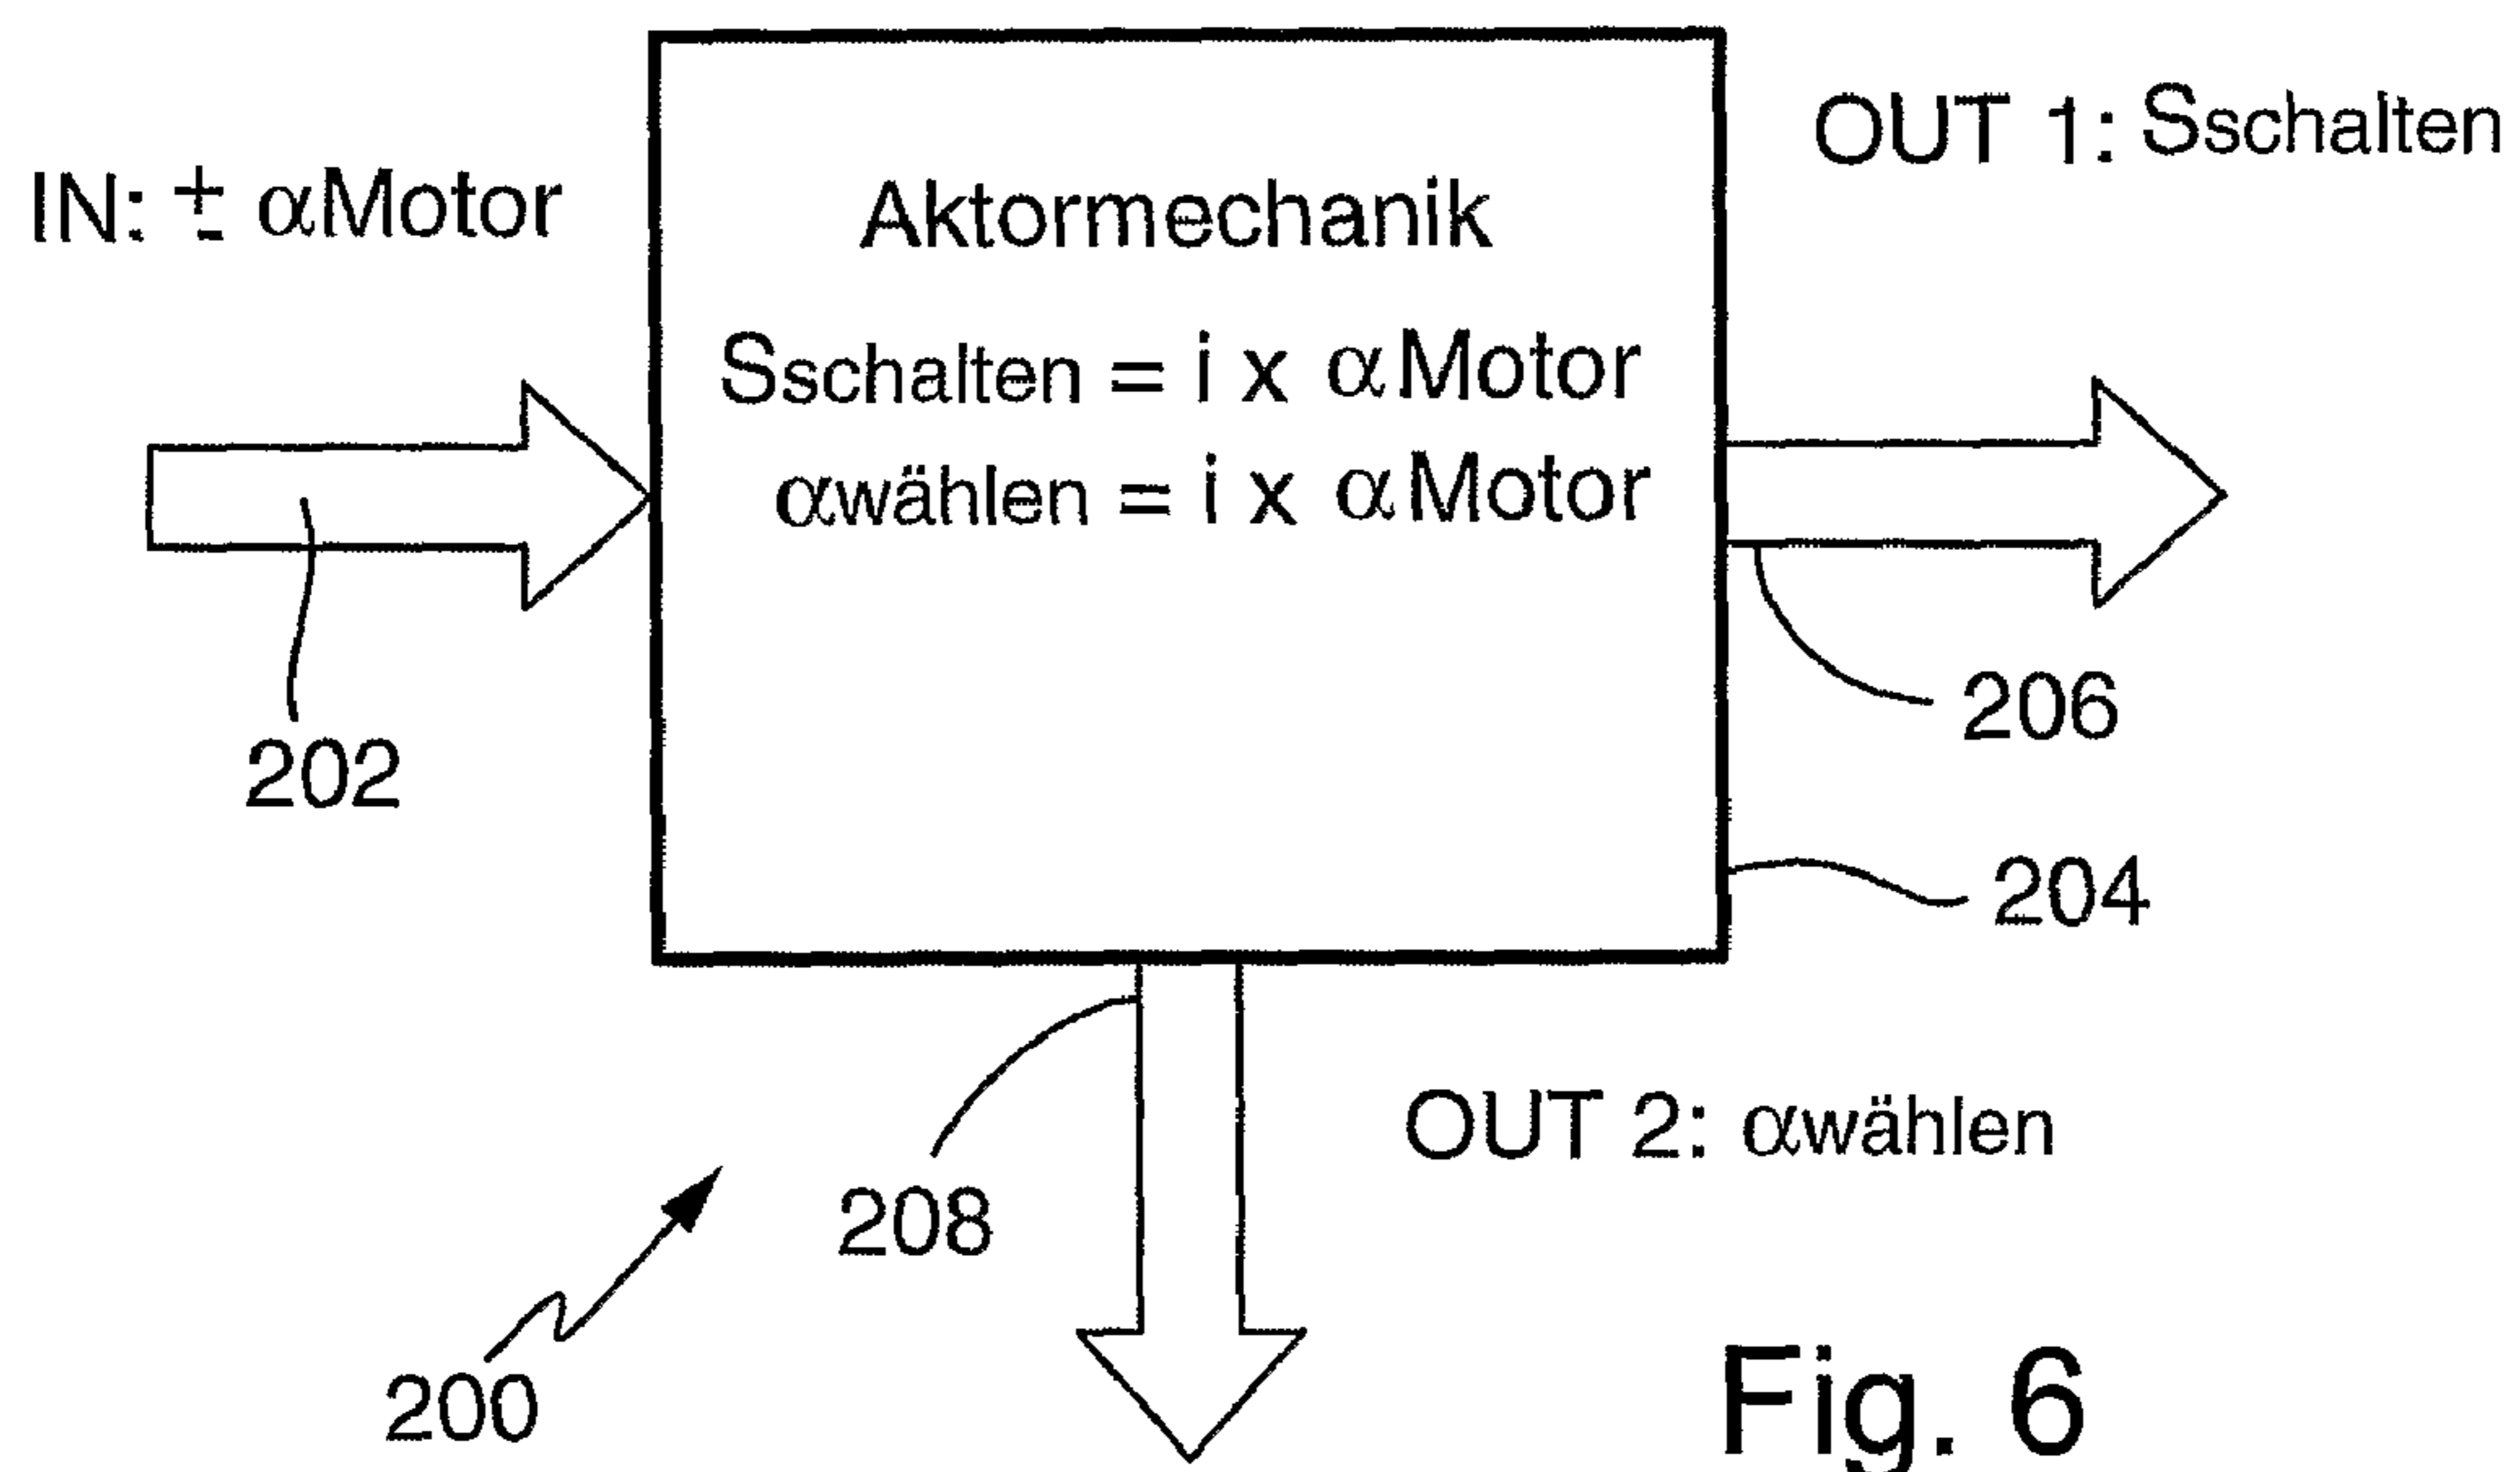 OUT 1: Sschalten
IN: ± αMotor
Aktormechanik
Sschalten = i x αMotor
αwählen = i x αMotor
206
202
204
OUT 2: αwählen
208
200
Fig. 6